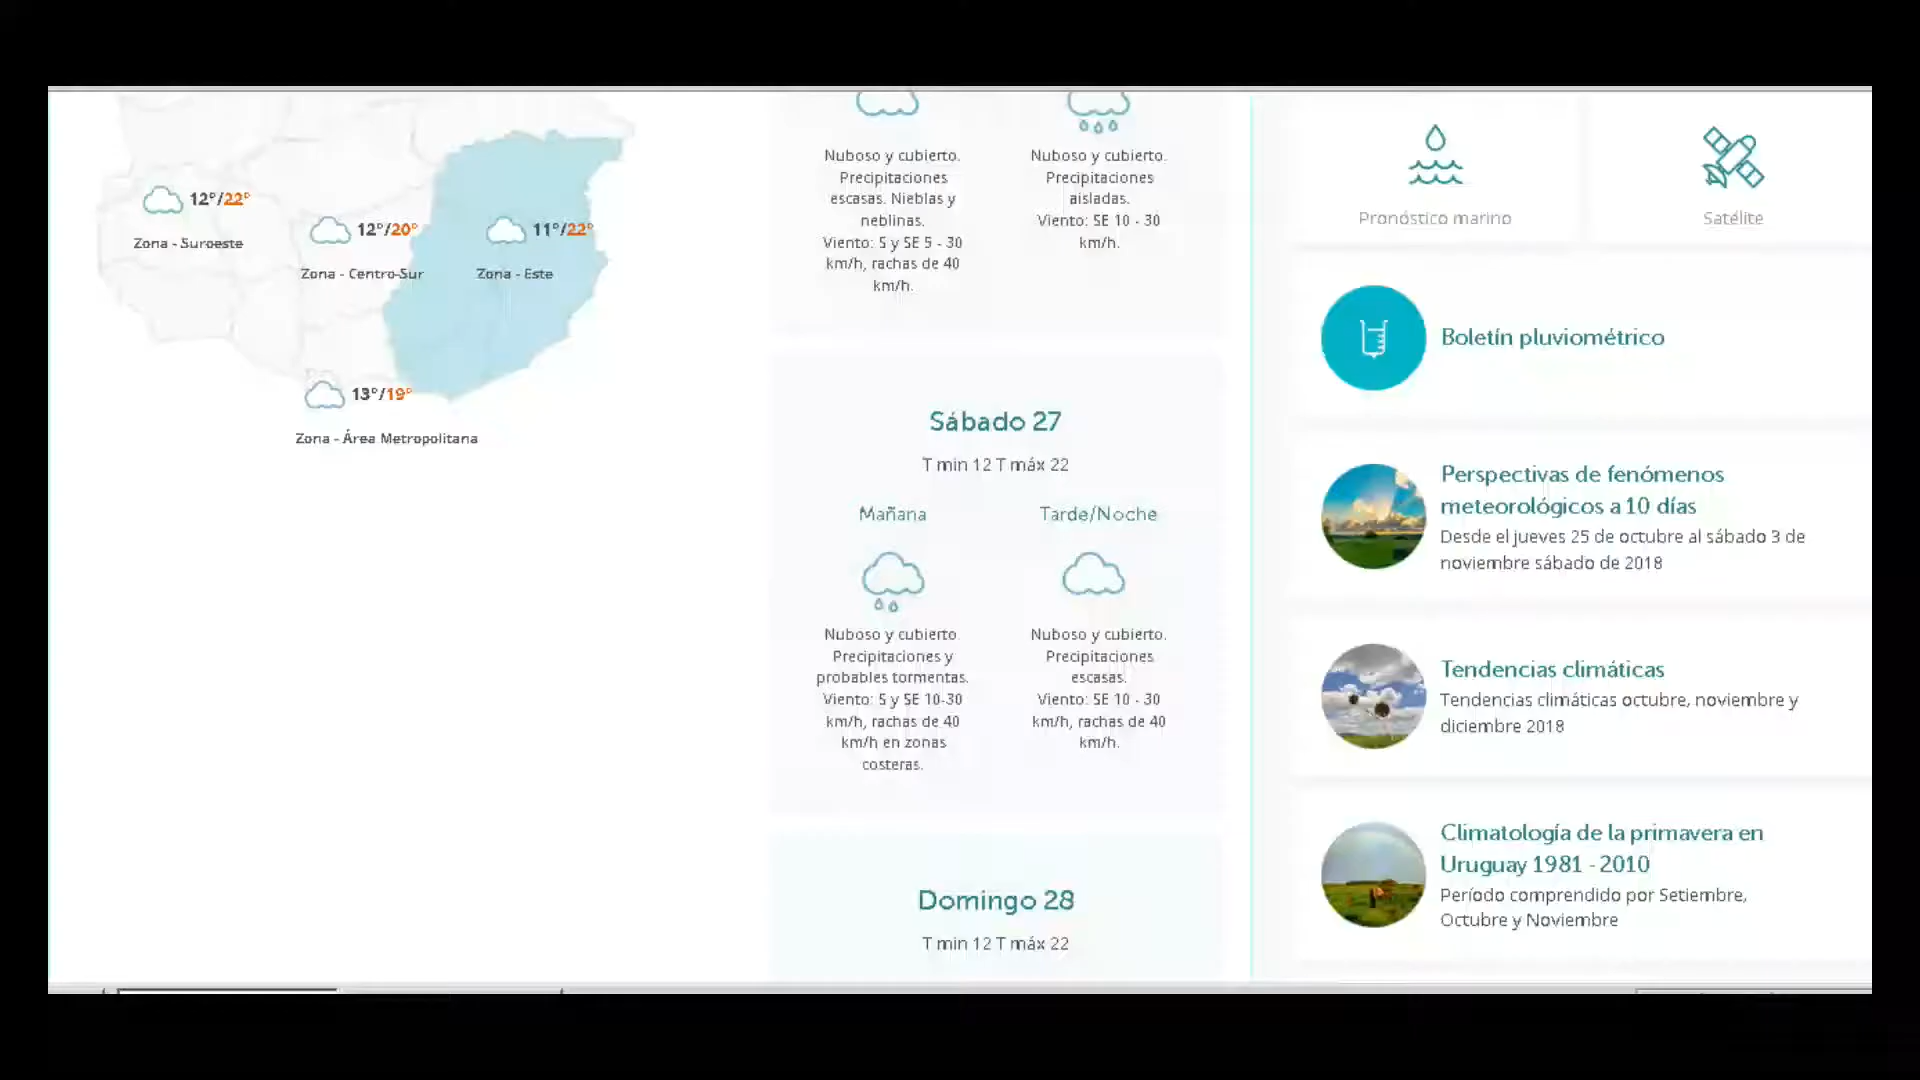 12°/22°
Zona - Suroeste
12°/20°
Zona - Centro-Sur
11°/22°
Zona - Este
13°/19°
Zona - Área Metropolitana
Nuboso y cubierto.
Precipitaciones
escasas. Nieblas y
neblinas.
Viento: S y SE 5 - 30
km/h, rachas de 40
km/h.
Nuboso y cubierto.
Precipitaciones
aisladas.
Viento: SE 10 - 30
km/h.
Sábado 27
T min 12 T máx 22
Mañana
Nuboso y cubierto.
Precipitaciones y
probables tormentas.
Viento: S y SE 10-30
km/h, rachas de 40
km/h en zonas
costeras.
Tarde/Noche
Nuboso y cubierto.
Precipitaciones
escasas.
Viento: SE 10 - 30
km/h, rachas de 40
km/h.
Domingo 28
T min 12 T máx 22
Pronóstico marino
Satélite
Boletín pluviométrico
Perspectivas de fenómenos
meteorológicos a 10 días
Desde el jueves 25 de octubre al sábado 3 de
noviembre sábado de 2018
Tendencias climáticas
Tendencias climáticas octubre, noviembre y
diciembre 2018
Climatología de la primavera en
Uruguay 1981 - 2010
Período comprendido por Setiembre,
Octubre y Noviembre